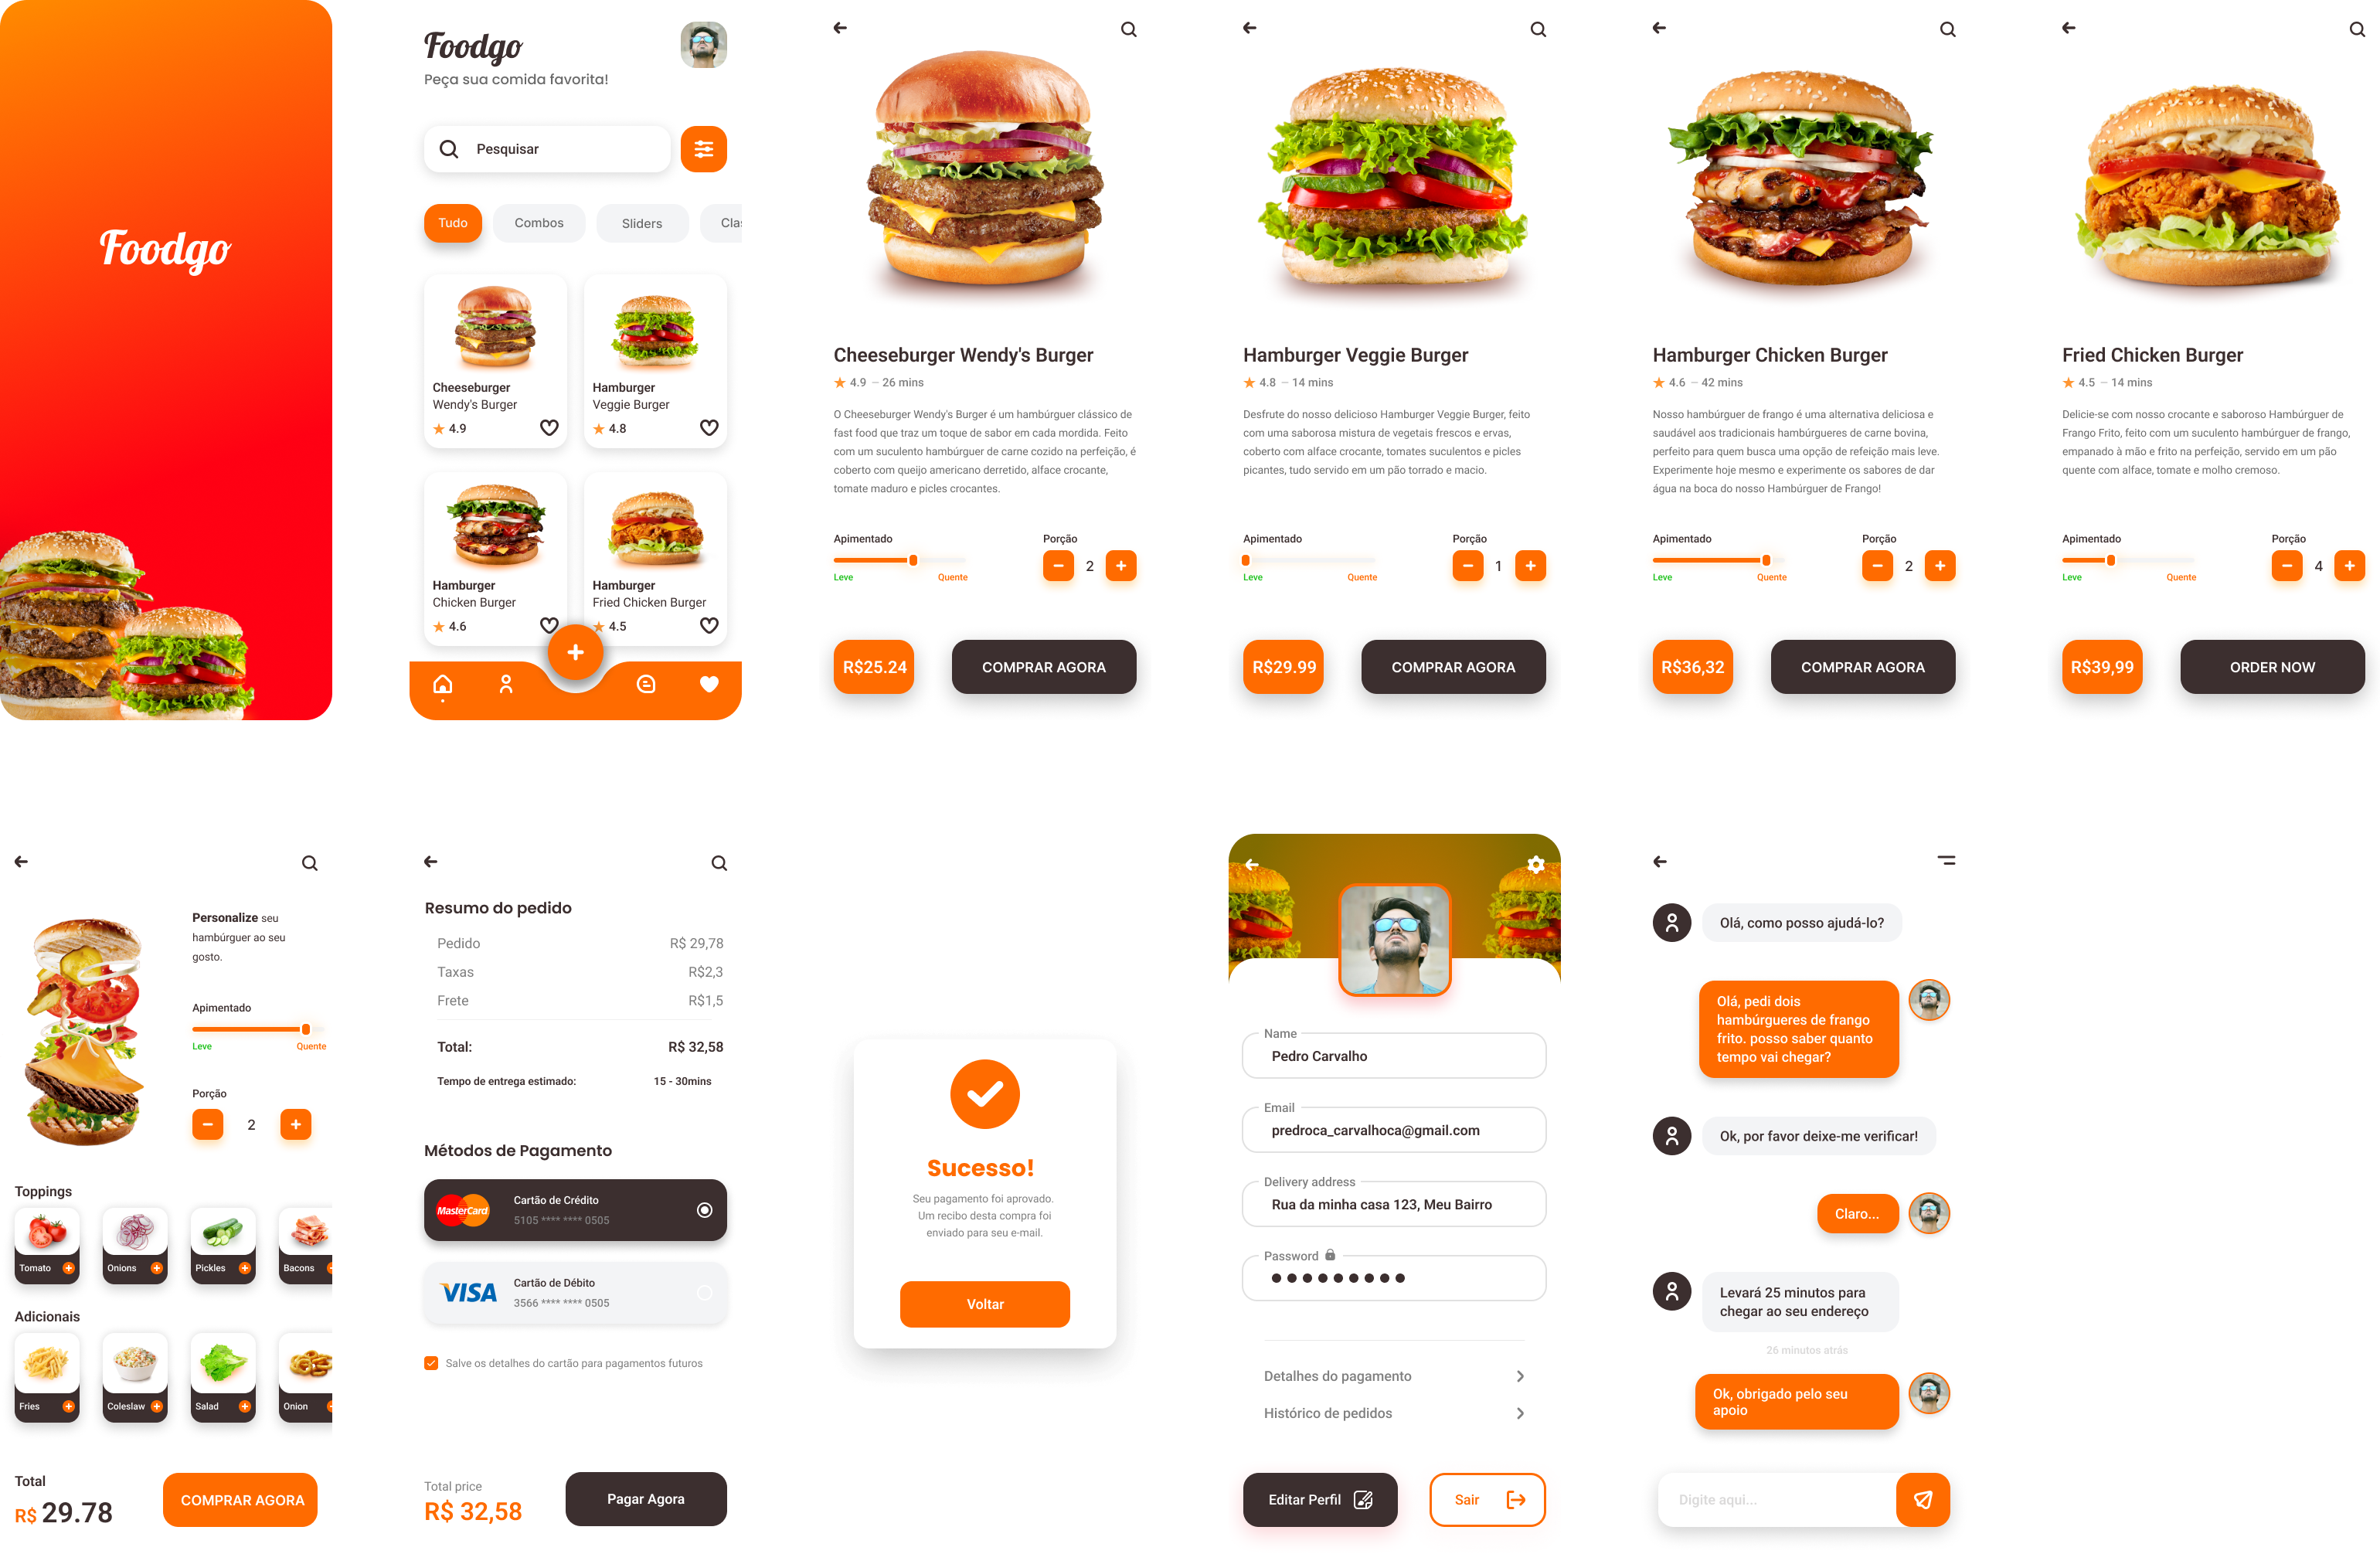 Foodgo
Foodgo
Peça sua comida favorita!
Pesquisar
Tudo
Combos
Sliders
Clas
Cheeseburger
Wendy's Burger
4.9
Hamburger
Veggie Burger
4.8
Hamburger
Chicken Burger
4.6
Hamburger
Fried Chicken Burger
4.5
Cheeseburger Wendy's Burger
4.9 – 26 mins
O Cheeseburger Wendy's Burger é um hambúrguer clássico de
fast food que traz um toque de sabor em cada mordida. Feito
com um suculento hambúrguer de carne cozido na perfeição, é
coberto com queijo americano derretido, alface crocante,
tomate maduro e picles crocantes.
Apimentado
Leve
Quente
Porção
2
R$25.24
COMPRAR AGORA
Hamburger Veggie Burger
4.8 – 14 mins
Desfrute do nosso delicioso Hamburger Veggie Burger, feito
com uma saborosa mistura de vegetais frescos e ervas,
coberto com alface crocante, tomates suculentos e picles
picantes, tudo servido em um pão torrado e macio.
Apimentado
Leve
Quente
Porção
1
R$29.99
COMPRAR AGORA
Hamburger Chicken Burger
4.6 – 42 mins
Nosso hambúrguer de frango é uma alternativa deliciosa e
saudável aos tradicionais hambúrgueres de carne bovina,
perfeito para quem busca uma opção de refeição mais leve.
Experimente hoje mesmo e experimente os sabores de dar
água na boca do nosso Hambúrguer de Frango!
Apimentado
Leve
Quente
Porção
2
R$36,32
COMPRAR AGORA
Fried Chicken Burger
4.5 – 14 mins
Delicie-se com nosso crocante e saboroso Hambúrguer de
Frango Frito, feito com um suculento hambúrguer de frango,
empanado à mão e frito na perfeição, servido em um pão
quente com alface, tomate e molho cremoso.
Apimentado
Leve
Quente
Porção
4
R$39,99
ORDER NOW
Personalize seu
hambúrguer ao seu
gosto.
Apimentado
Leve
Quente
Porção
2
Toppings
Tomato
Onions
Pickles
Bacons
Adicionais
Fries
Coleslaw
Salad
Onion
Total
R$ 29.78
COMPRAR AGORA
Resumo do pedido
Pedido R$ 29,78
Taxas R$2,3
Frete R$1,5
Total: R$ 32,58
Tempo de entrega estimado: 15 - 30mins
Métodos de Pagamento
MasterCard
Cartão de Crédito
5105 **** **** 0505
VISA
Cartão de Débito
3566 **** **** 0505
Salve os detalhes do cartão para pagamentos futuros
Total price
R$ 32,58
Pagar Agora
Sucesso!
Seu pagamento foi aprovado.
Um recibo desta compra foi
enviado para seu e-mail.
Voltar
Name
Pedro Carvalho
Email
predroca_carvalhoca@gmail.com
Delivery address
Rua da minha casa 123, Meu Bairro
Password
Detalhes do pagamento
Histórico de pedidos
Editar Perfil
Sair
Olá, como posso ajudá-lo?
Olá, pedi dois
hambúrgueres de frango
frito. posso saber quanto
tempo vai chegar?
Ok, por favor deixe-me verificar!
Claro...
Levará 25 minutos para
chegar ao seu endereço
26 minutos atrás
Ok, obrigado pelo seu
apoio
Digite aqui...